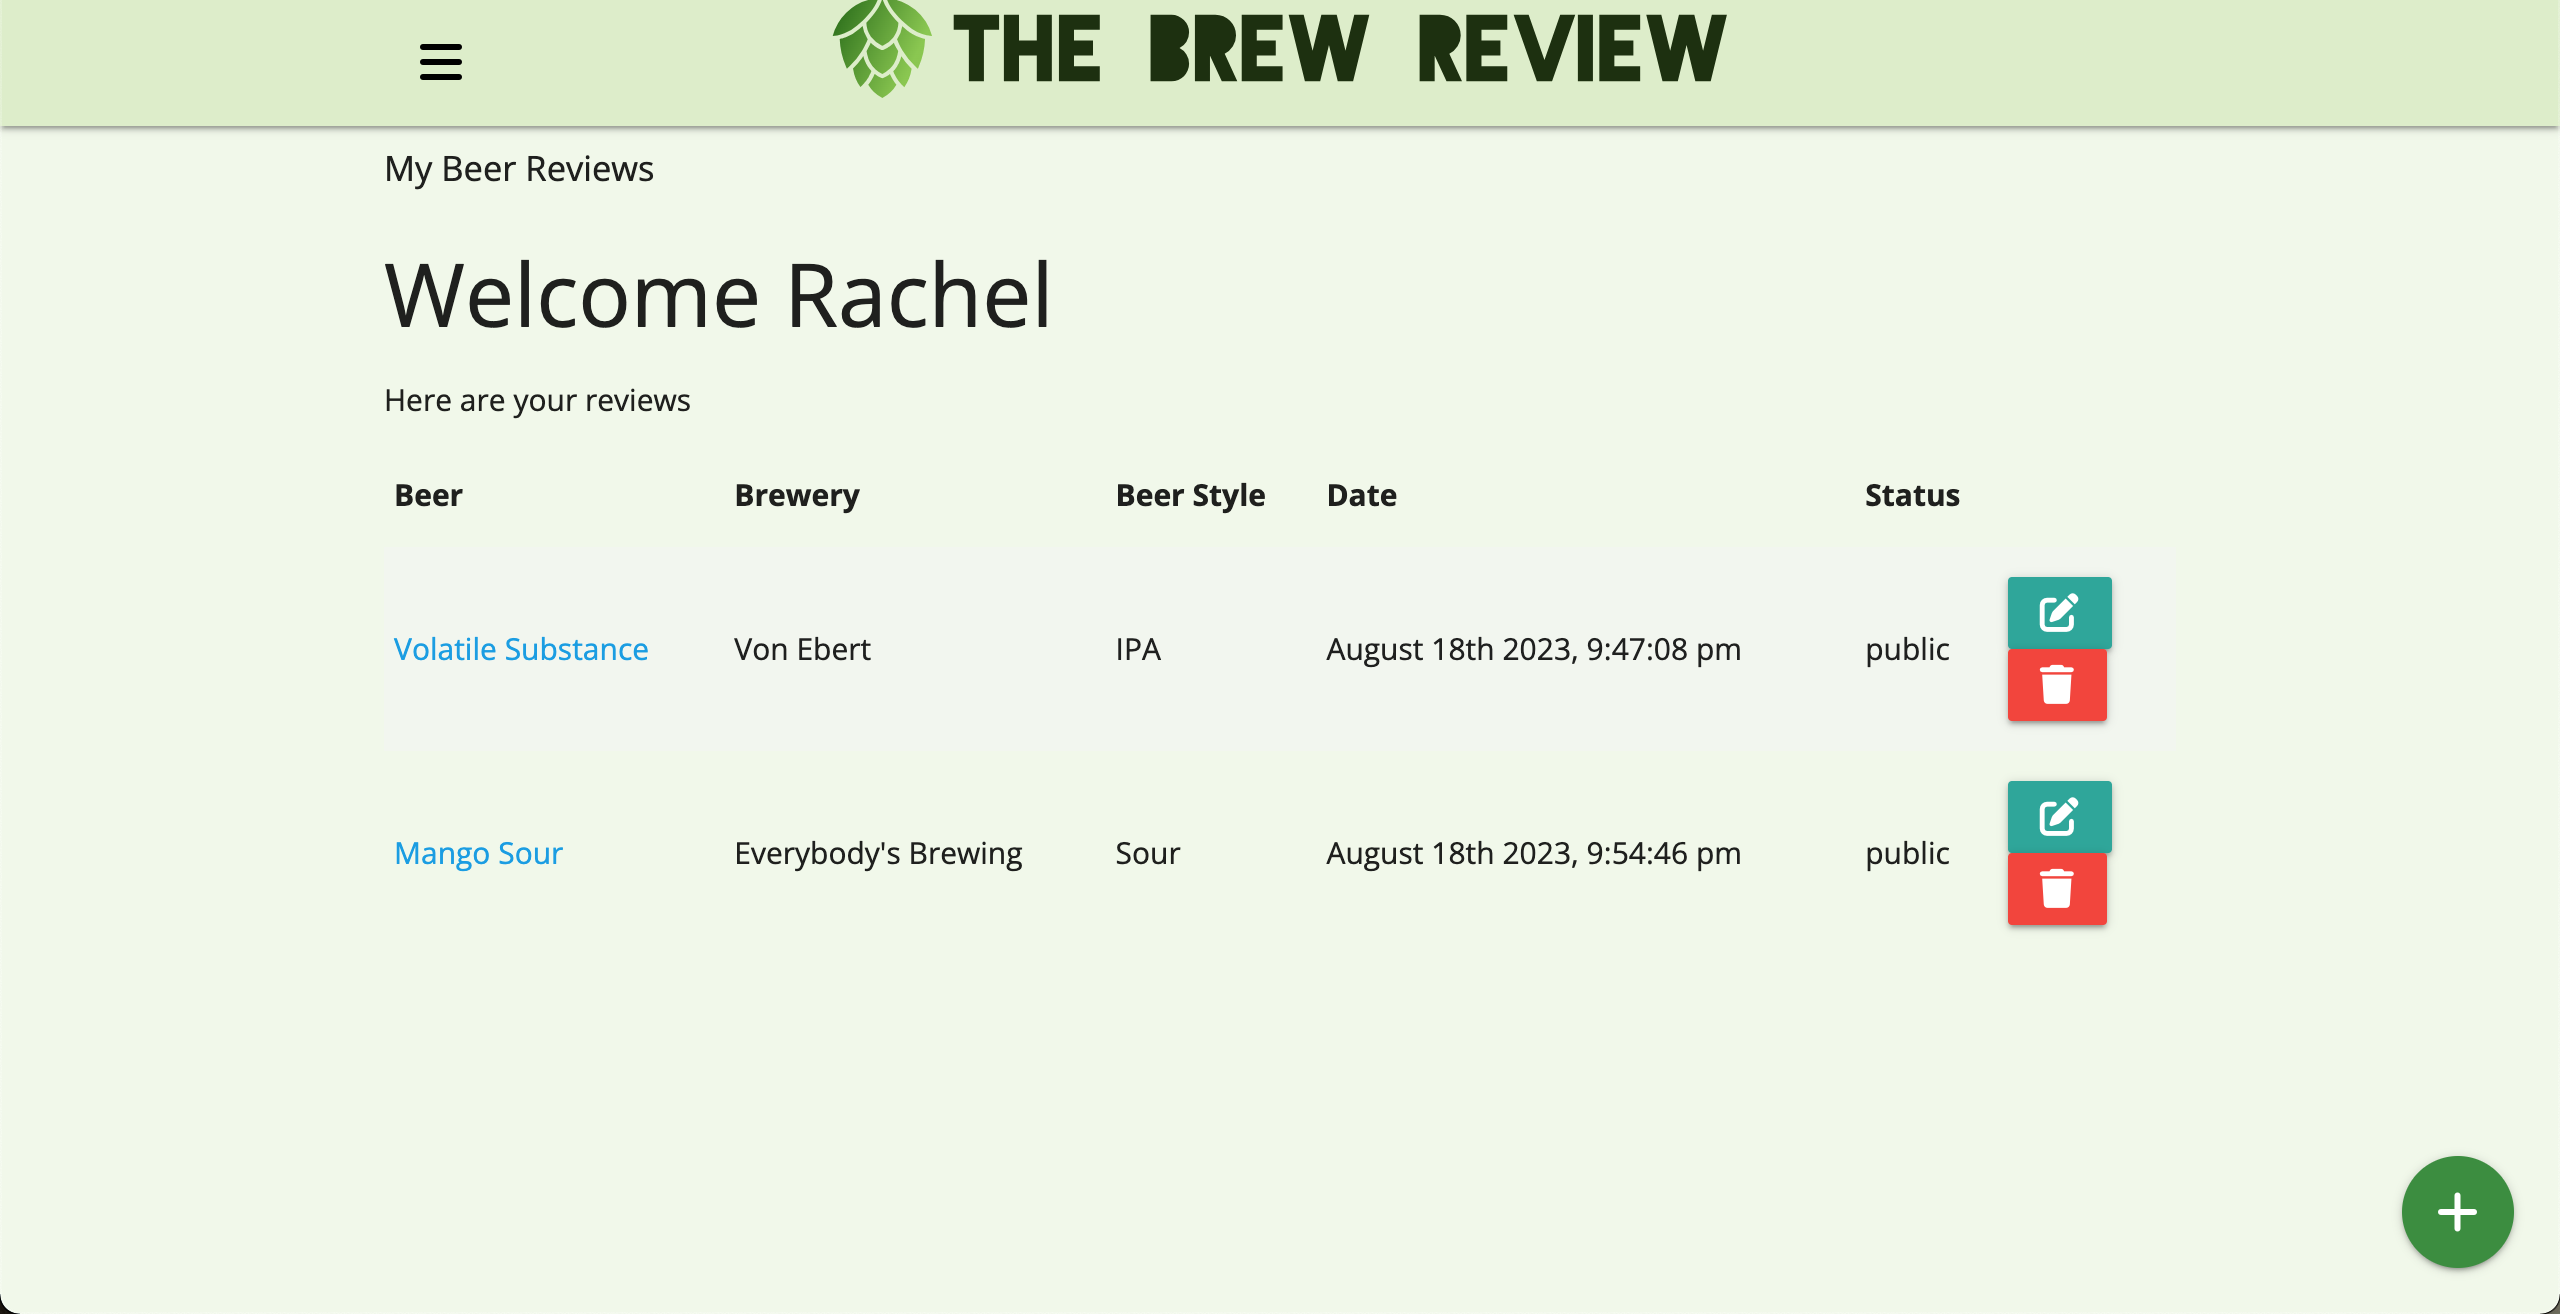 THE BREW REVIEW
My Beer Reviews
Welcome Rachel
Here are your reviews
Beer Brewery Beer Style Date Status
Volatile Substance Von Ebert IPA August 18th 2023, 9:47:08 pm public
Mango Sour Everybody's Brewing Sour August 18th 2023, 9:54:46 pm public